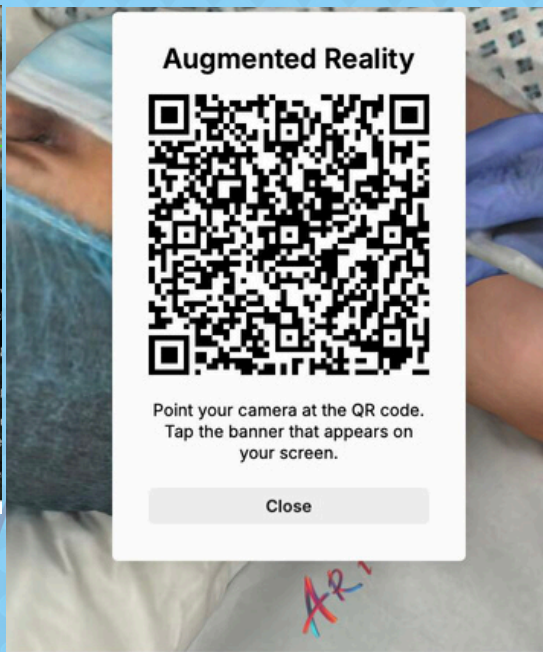 Augmented Reality
Point your camera at the QR code.
Tap the banner that appears on
your screen.
Close